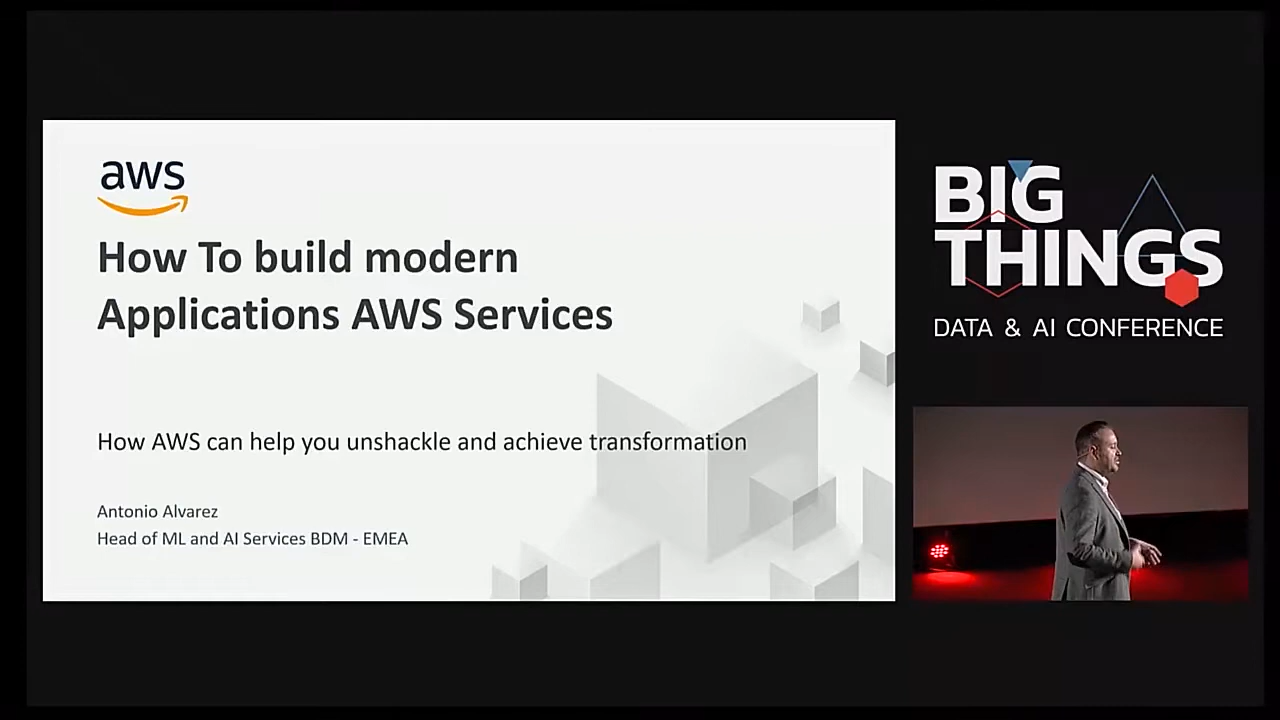 aws
How To build modern
Applications AWS Services
How AWS can help you unshackle and achieve transformation
Antonio Alvarez
Head of ML and AI Services BDM - EMEA
BIG
THINGS
DATA & AI CONFERENCE